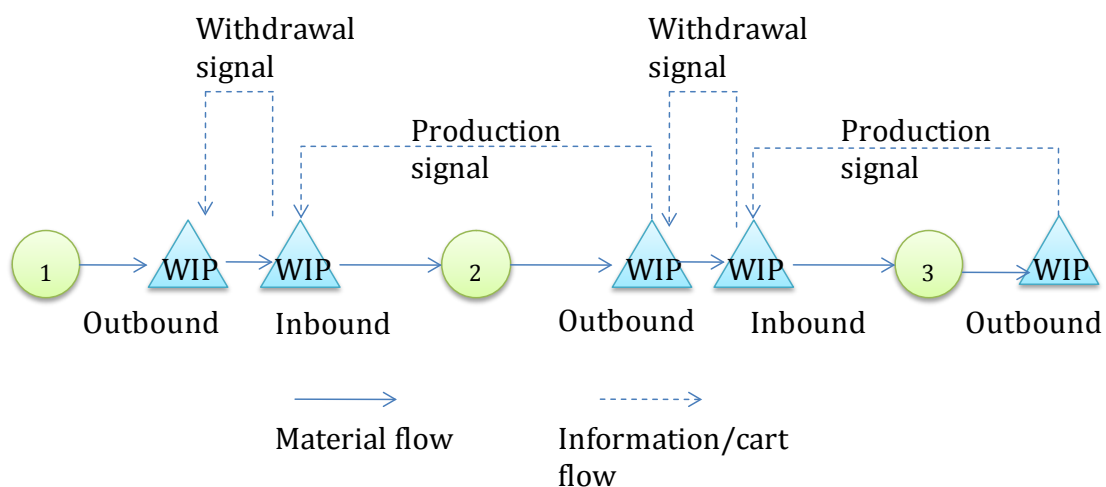 Withdrawal
signal
Withdrawal
signal
Production
signal
Production
signal
1
WIP
WIP
2
WIP
WIP
3
WIP
Outbound
Inbound
Outbound
Inbound
Outbound
Material flow
Information/cart
flow